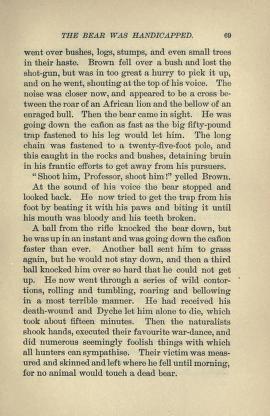 THE BEAR WAS HANDICAPPED. 69
went over bushes, logs, stumps, and even small trees
in their haste. Brown fell over a bush and lost the
shot-gun, but was in too great a hurry to pick it up,
and on he went, shouting at the top of his voice. The
noise was closer now, and appeared to be a cross be-
tween the roar of an African lion and the bellow of an
enraged bull. Then the bear came in sight. He was
going down the cañon as fast as the big fifty-pound
trap fastened to his leg would let him. The long
chain was fastened to a twenty-five-foot pole, and
this caught in the rocks and bushes, detaining bruin
in his frantic efforts to get away from his pursuers.
"Shoot him, Professor, shoot him!" yelled Brown.
At the sound of his voice the bear stopped and
looked back. He now tried to get the trap from his
foot by beating it with his paws and biting it until
his mouth was bloody and his teeth broken.
A ball from the rifle knocked the bear down, but
he was up in an instant and was going down the cañon
faster than ever. Another ball sent him to grass
again, but he would not stay down, and then a third
ball knocked him over so hard that he could not get
up. He now went through a series of wild contor-
tions, rolling and tumbling, roaring and bellowing
in a most terrible manner. He had received his
death-wound and Dyche let him alone to die, which
took about fifteen minutes. Then the naturalists
shook hands, executed their favourite war-dance, and
did numerous seemingly foolish things with which
all hunters can sympathise. Their victim was meas-
ured and skinned and left where he fell until morning,
for no animal would touch a dead bear.